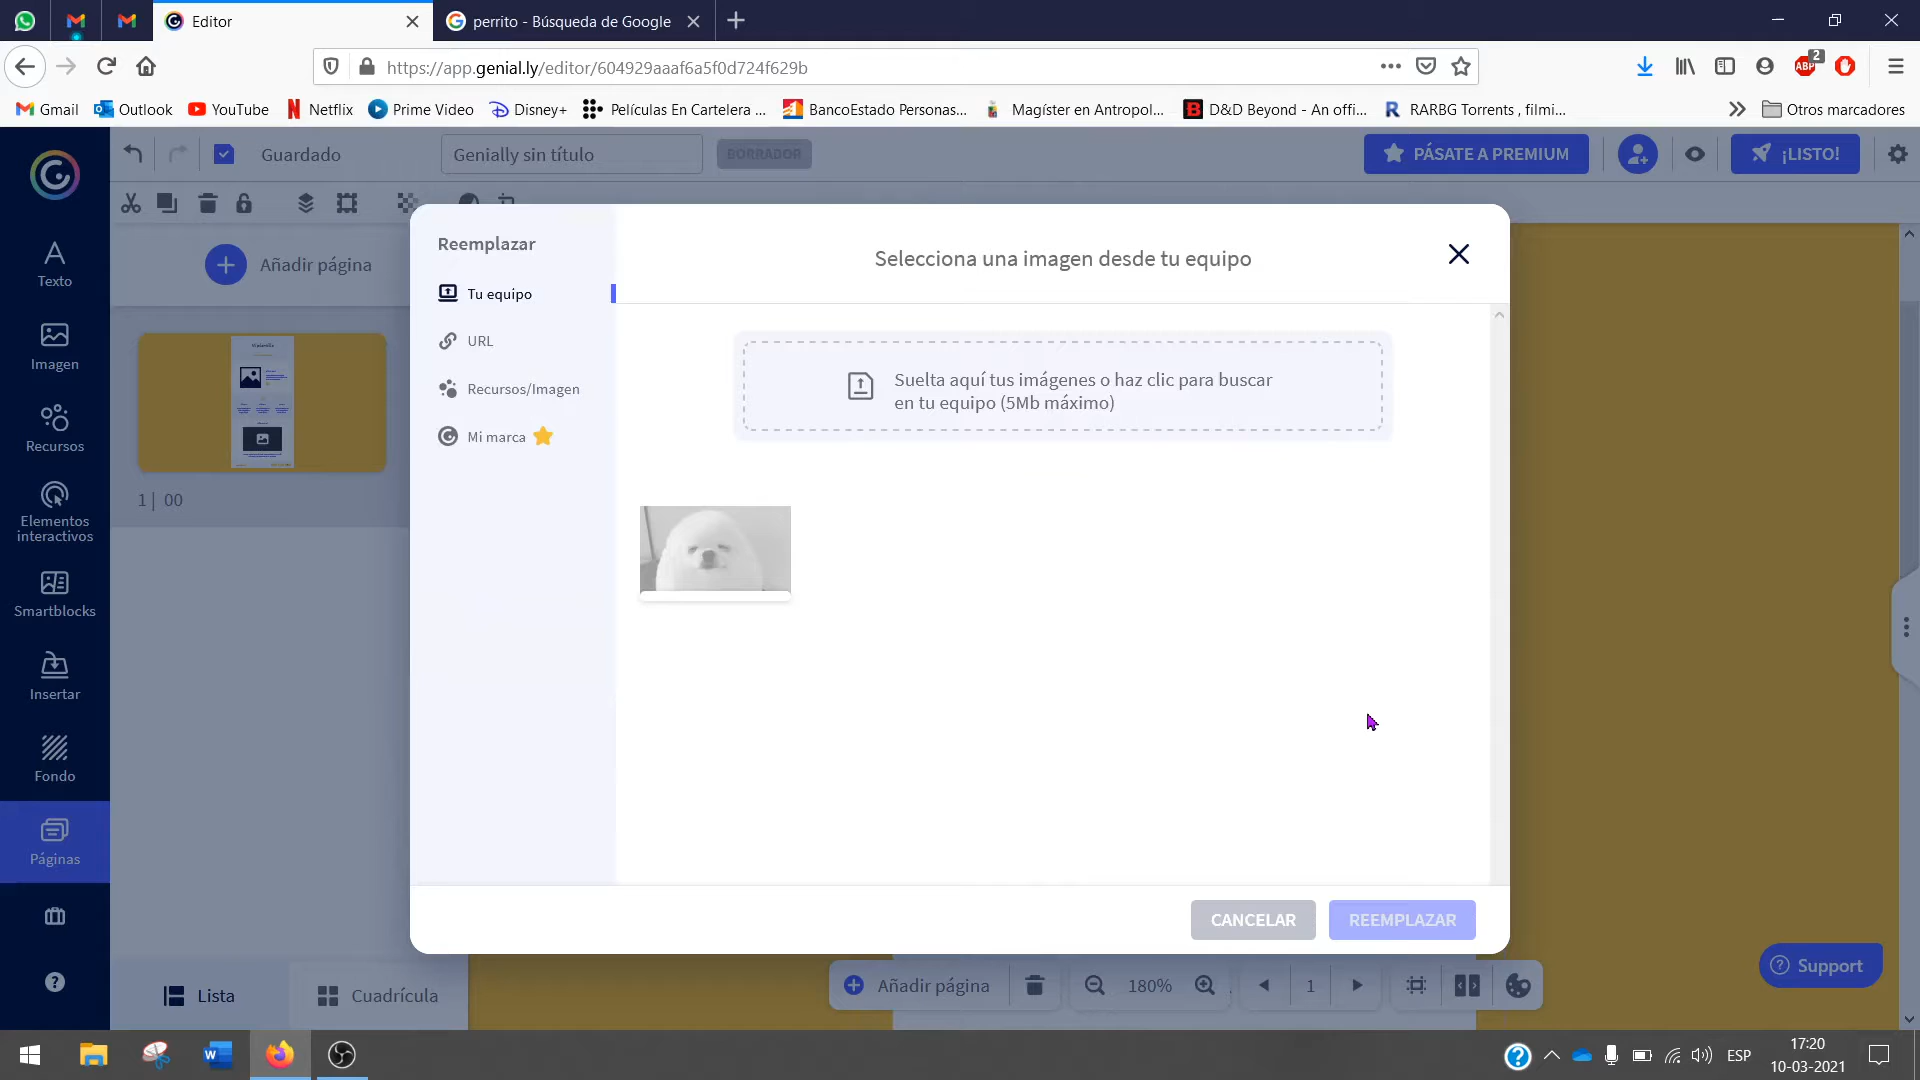 Editor
perrito - Búsqueda de Google
https://app.genial.ly/editor/604929aaaf6a5f0d724f629b
ABP
2
Gmail
Outlook
YouTube
Netflix
Prime Video
Disney+
Películas En Cartelera ...
BancoEstado Personas...
Magíster en Antropol...
D&D Beyond - An offi...
RARBG Torrents , filmi...
Otros marcadores
Guardado
Genially sin título
BORRADOR
PÁSATE A PREMIUM
¡LISTO!
Texto
Imagen
Recursos
Elementos
interactivos
Smartblocks
Insertar
Fondo
Páginas
Añadir página
1 | 00
Lista
Cuadrícula
Reemplazar
Tu equipo
URL
Recursos/Imagen
Mi marca
Selecciona una imagen desde tu equipo
Suelta aquí tus imágenes o haz clic para buscar
en tu equipo (5Mb máximo)
CANCELAR
REEMPLAZAR
Añadir página
180%
1
Support
ESP
17:20
10-03-2021